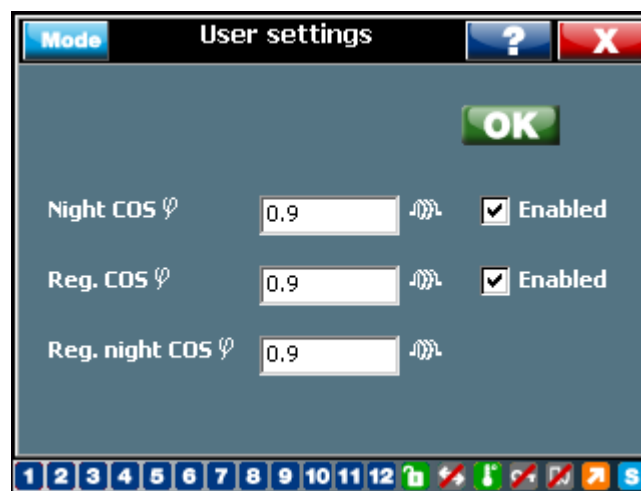 Mode User settings ? X
OK
Night COS φ 0.9 Enabled
Reg. COS φ 0.9 Enabled
Reg. night COS φ 0.9
1 2 3 4 5 6 7 8 9 10 11 12 S